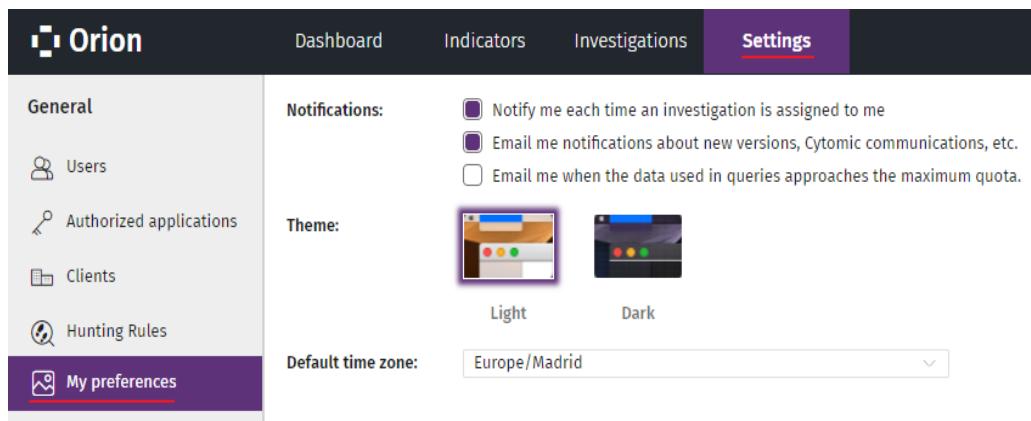 Orion
Dashboard Indicators Investigations Settings
General
Users
Authorized applications
Clients
Hunting Rules
My preferences
Notifications:
Notify me each time an investigation is assigned to me
Email me notifications about new versions, Cytomic communications, etc.
Email me when the data used in queries approaches the maximum quota.
Theme:
Light Dark
Default time zone: Europe/Madrid